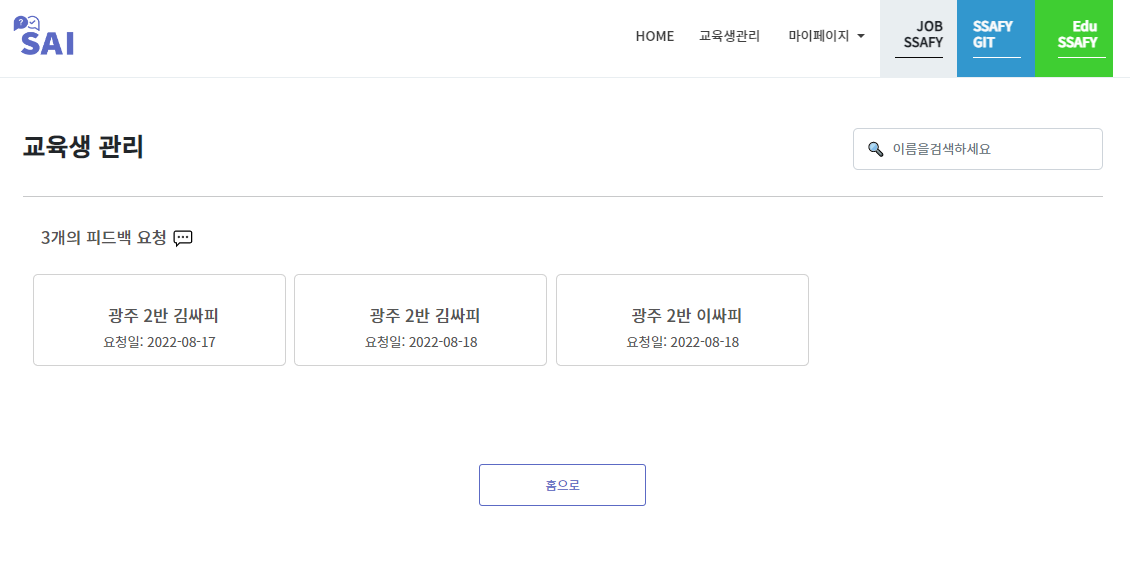 SAI
HOME 교육생관리 마이페이지
JOB
SSAFY
SSAFY
GIT
Edu
SSAFY
교육생 관리
이름을검색하세요
3개의 피드백 요청
광주 2반 김싸피
요청일: 2022-08-17
광주 2반 김싸피
요청일: 2022-08-18
광주 2반 이싸피
요청일: 2022-08-18
홈으로